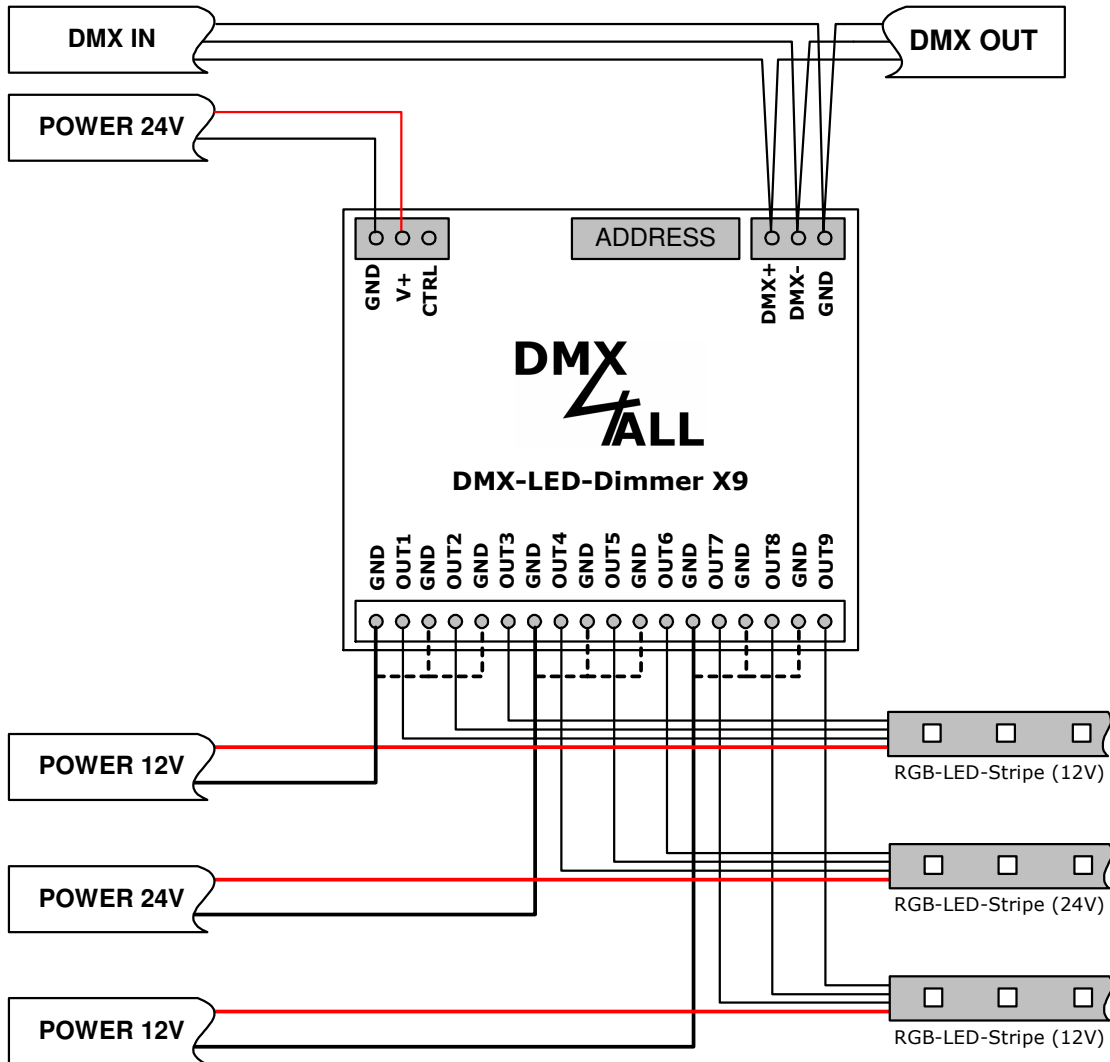 DMX IN
DMX OUT
POWER 24V
ADDRESS
GND
V+
CTRL
DMX+
DMX-
GND
DMX
4ALL
DMX-LED-Dimmer X9
GND
OUT1
GND
OUT2
GND
OUT3
GND
OUT4
GND
OUT5
GND
OUT6
GND
OUT7
GND
OUT8
GND
OUT9
POWER 12V
RGB-LED-Stripe (12V)
POWER 24V
RGB-LED-Stripe (24V)
POWER 12V
RGB-LED-Stripe (12V)